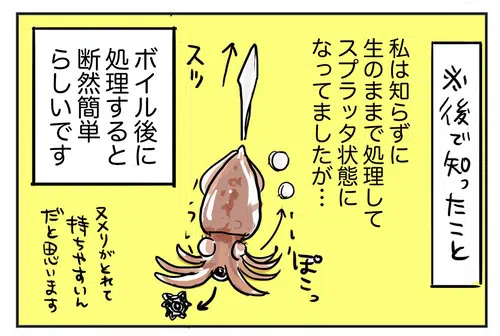 ※後で知ったこと
私は知らずに
生のままで処理して
スプラッタ状態に
なってましたが…
スッ
ぽこっ
ボイル後に
処理すると
断然簡単
らしいです
ヌメリがとれて
持ちやすいん
だと思います